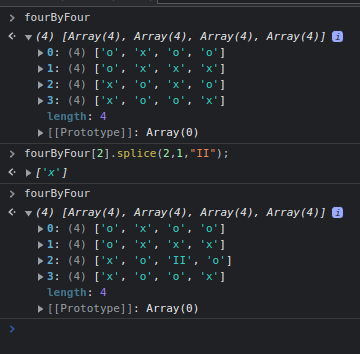 fourByFour
(4) [Array(4), Array(4), Array(4), Array(4)] i
0: (4) ['o', 'x', 'o', 'o']
1: (4) ['o', 'x', 'x', 'x']
2: (4) ['x', 'o', 'x', 'o']
3: (4) ['x', 'o', 'o', 'x']
length: 4
[[Prototype]]: Array(0)
fourByFour[2].splice(2,1,"II");
['x']
fourByFour
(4) [Array(4), Array(4), Array(4), Array(4)] i
0: (4) ['o', 'x', 'o', 'o']
1: (4) ['o', 'x', 'x', 'x']
2: (4) ['x', 'o', 'II', 'o']
3: (4) ['x', 'o', 'o', 'x']
length: 4
[[Prototype]]: Array(0)